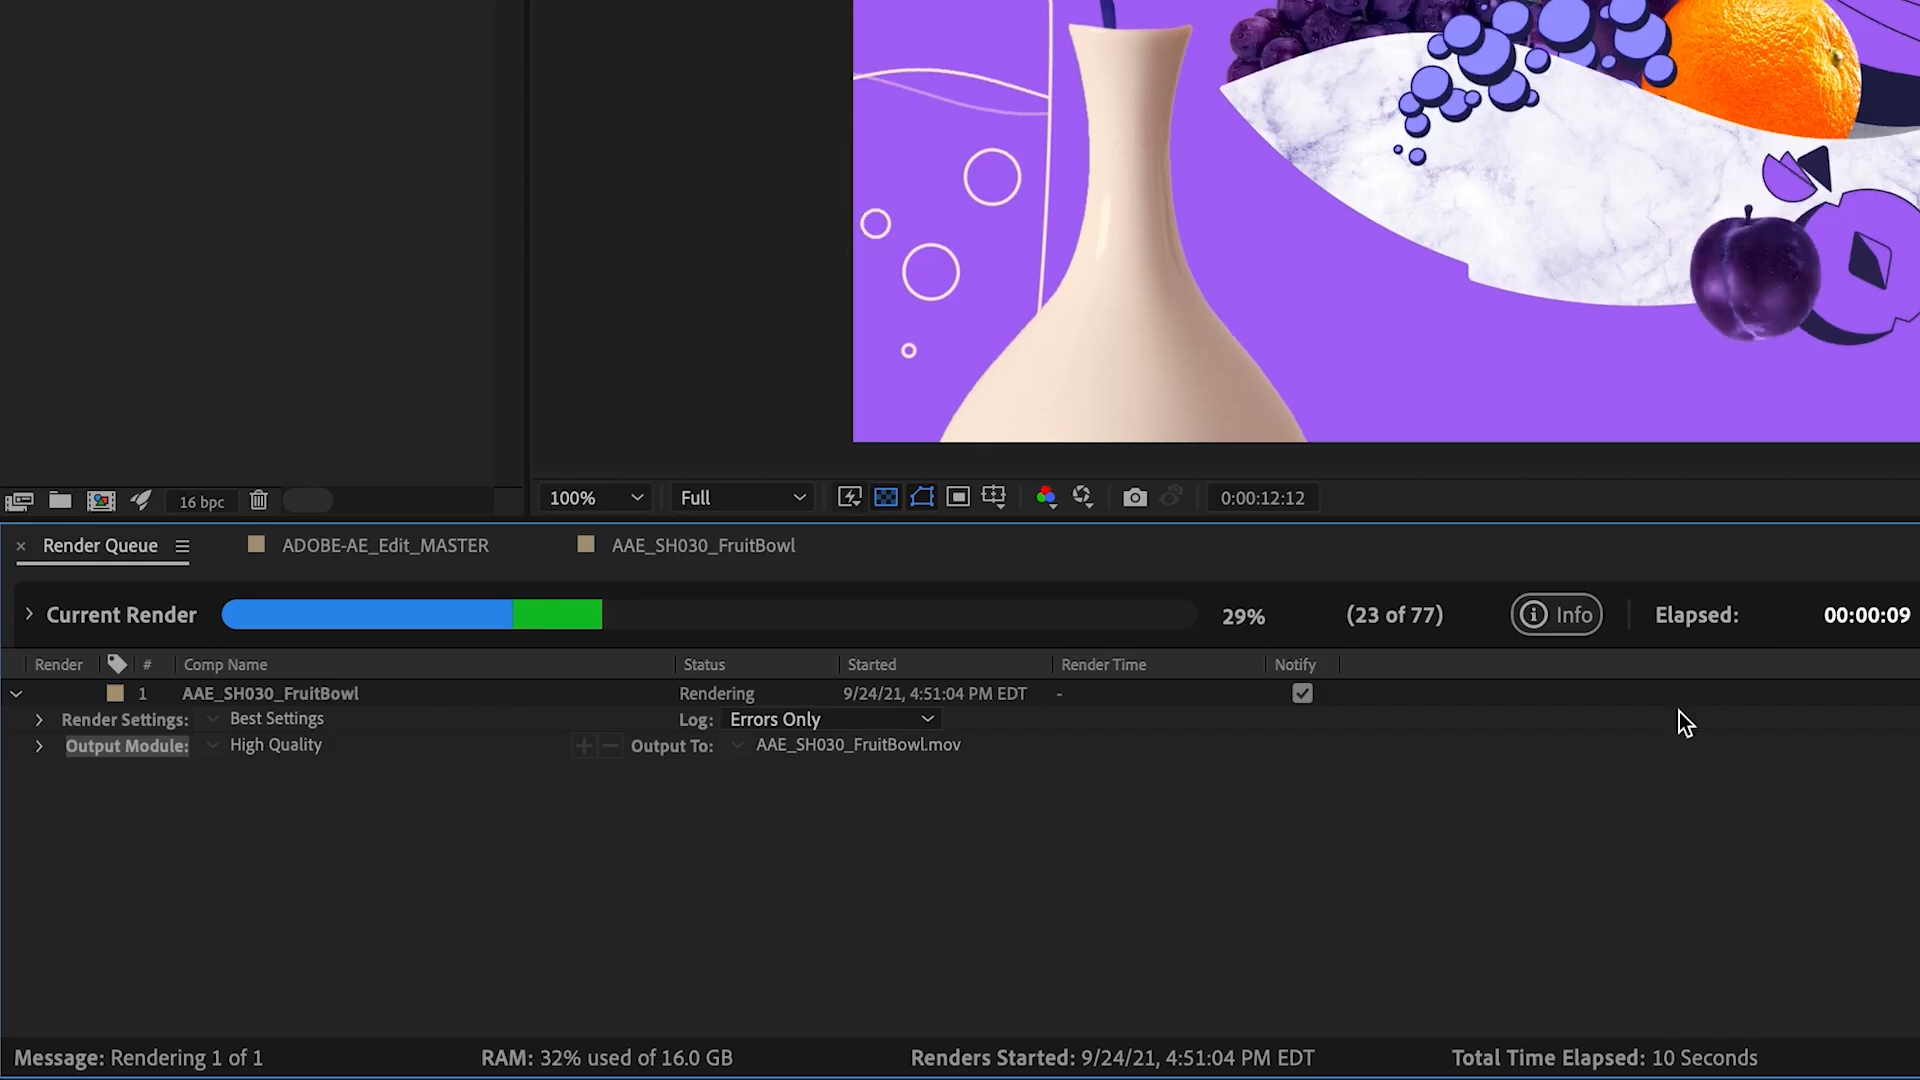 16 bpc
100%
Full
0:00:12:12
Render Queue
ADOBE-AE_Edit_MASTER
AAE_SH030_FruitBowl
Current Render
29%
(23 of 77)
Info
Elapsed:
00:00:09
Render
#
Comp Name
Status
Started
Render Time
Notify
1
AAE_SH030_FruitBowl
Rendering
9/24/21, 4:51:04 PM EDT
-
Render Settings:
Best Settings
Log:
Errors Only
Output Module:
High Quality
Output To:
AAE_SH030_FruitBowl.mov
Message: Rendering 1 of 1
RAM: 32% used of 16.0 GB
Renders Started: 9/24/21, 4:51:04 PM EDT
Total Time Elapsed: 10 Seconds